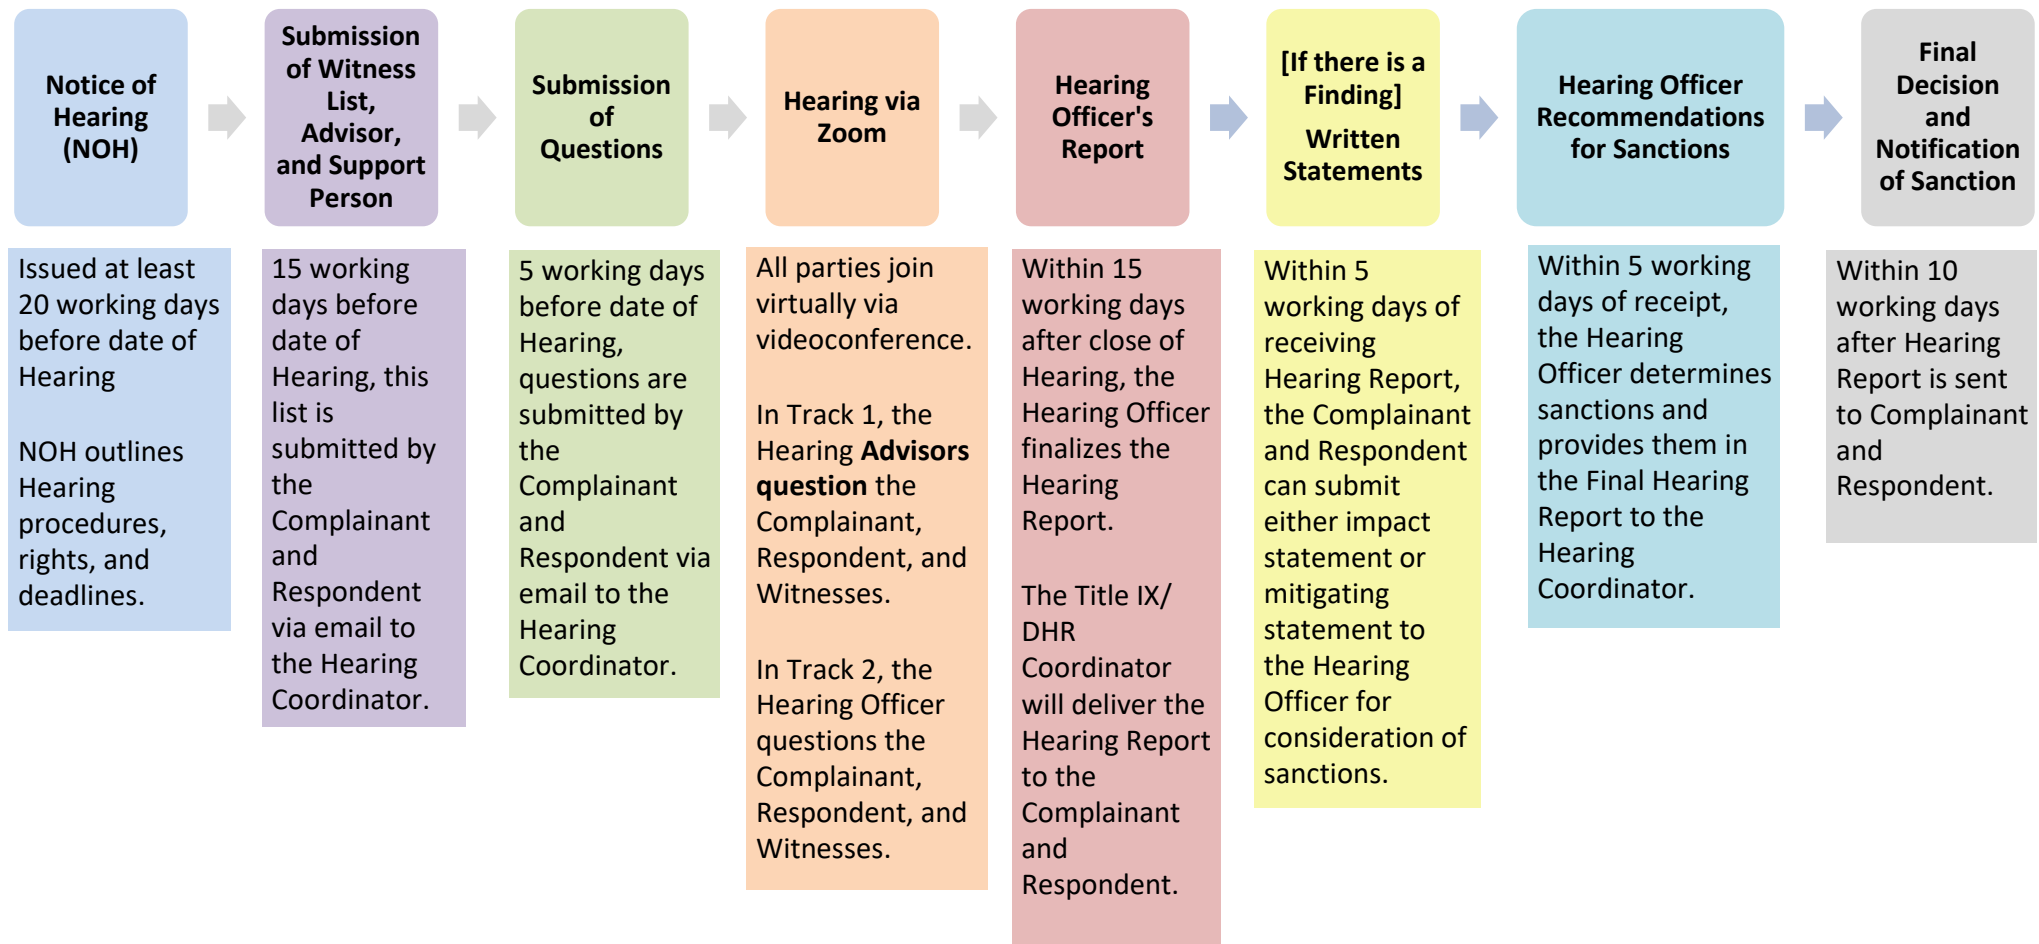 Notice of
Hearing
(NOH)
Submission
of Witness
List,
Advisor,
and Support
Person
Submission
of
Questions
Hearing via
Zoom
Hearing
Officer's
Report
[If there is a
Finding]
Written
Statements
Hearing Officer
Recommendations
for Sanctions
Final
Decision
and
Notification
of Sanction
Issued at least
20 working days
before date of
Hearing
NOH outlines
Hearing
procedures,
rights, and
deadlines.
15 working
days before
date of
Hearing, this
list is
submitted by
the
Complainant
and
Respondent
via email to
the Hearing
Coordinator.
5 working days
before date of
Hearing,
questions are
submitted by
the
Complainant
and
Respondent via
email to the
Hearing
Coordinator.
All parties join
virtually via
videoconference.
In Track 1, the
Hearing Advisors
question the
Complainant,
Respondent, and
Witnesses.
In Track 2, the
Hearing Officer
questions the
Complainant,
Respondent, and
Witnesses.
Within 15
working days
after close of
Hearing, the
Hearing Officer
finalizes the
Hearing
Report.
The Title IX/
DHR
Coordinator
will deliver the
Hearing Report
to the
Complainant
and
Respondent.
Within 5
working days of
receiving
Hearing Report,
the Complainant
and Respondent
can submit
either impact
statement or
mitigating
statement to
the Hearing
Officer for
consideration of
sanctions.
Within 5 working
days of receipt,
the Hearing
Officer determines
sanctions and
provides them in
the Final Hearing
Report to the
Hearing
Coordinator.
Within 10
working days
after Hearing
Report is sent
to Complainant
and
Respondent.